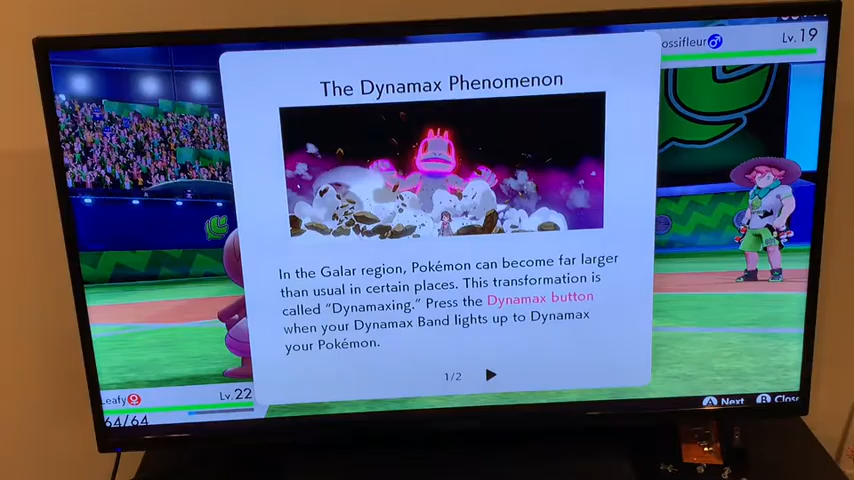 ossifleur♂ Lv. 19
The Dynamax Phenomenon
In the Galar region, Pokémon can become far larger
than usual in certain places. This transformation is
called “Dynamaxing.” Press the Dynamax button
when your Dynamax Band lights up to Dynamax
your Pokémon.
1/2
Leafy♀ Lv. 22
64/64
A Next B Close